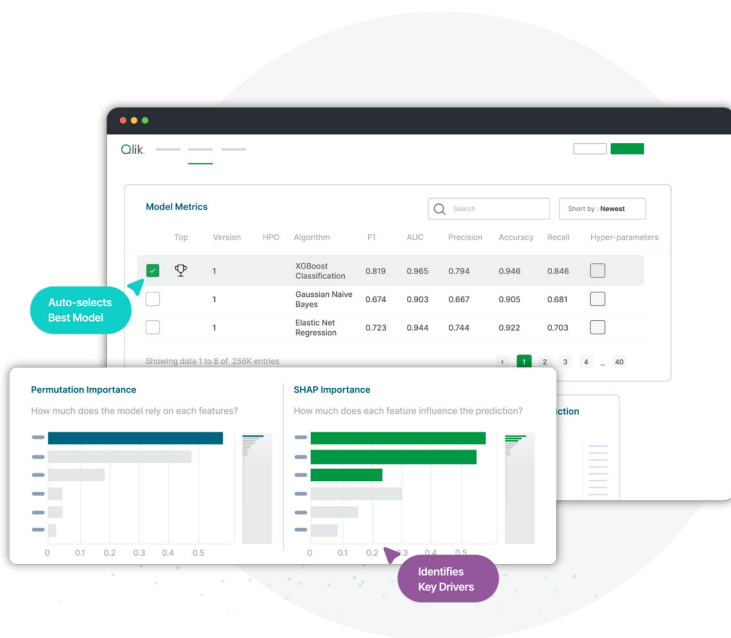 Qlik
Model Metrics
Search
Short by : Newest
Top Version HPO Algorithm F1 AUC Precision Accuracy Recall Hyper-parameters
1 XGBoost Classification 0.819 0.965 0.794 0.946 0.846
1 Gaussian Naive Bayes 0.674 0.903 0.667 0.905 0.681
1 Elastic Net Regression 0.723 0.944 0.744 0.922 0.703
Auto-selects
Best Model
Showing data 1 to 8 of 256K entries
‹ 1 2 3 4 ... 40
Permutation Importance
How much does the model rely on each features?
0 0.1 0.2 0.3 0.4 0.5
SHAP Importance
How much does each feature influence the prediction?
0 0.1 0.2 0.3 0.4 0.5
Identifies
Key Drivers